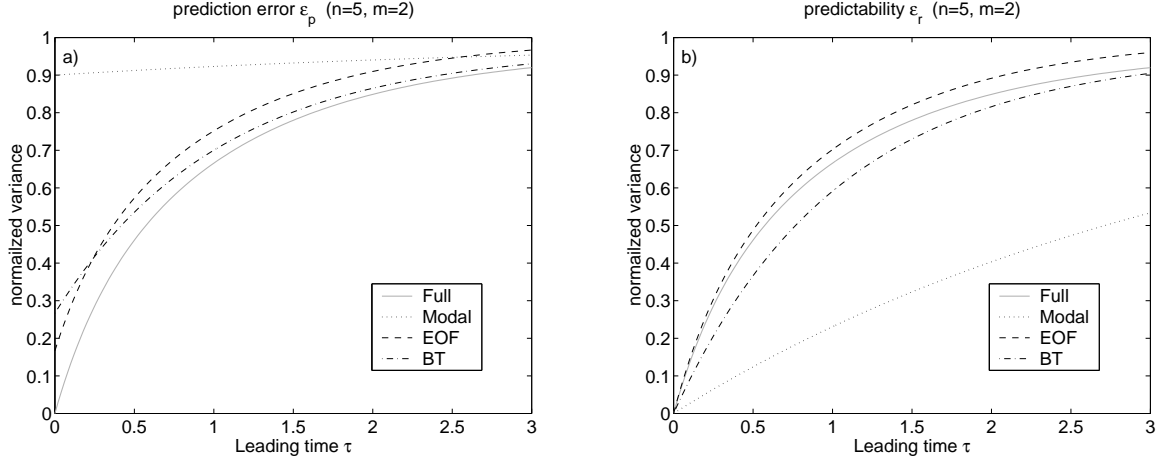 prediction error ε_p (n=5, m=2)
a)
1
0.9
0.8
0.7
0.6
0.5
0.4
0.3
0.2
0.1
0
normailzed variance
Full
Modal
EOF
BT
0 0.5 1 1.5 2 2.5 3
Leading time τ
predictability ε_r (n=5, m=2)
b)
1
0.9
0.8
0.7
0.6
0.5
0.4
0.3
0.2
0.1
0
normailzed variance
Full
Modal
EOF
BT
0 0.5 1 1.5 2 2.5 3
Leading time τ